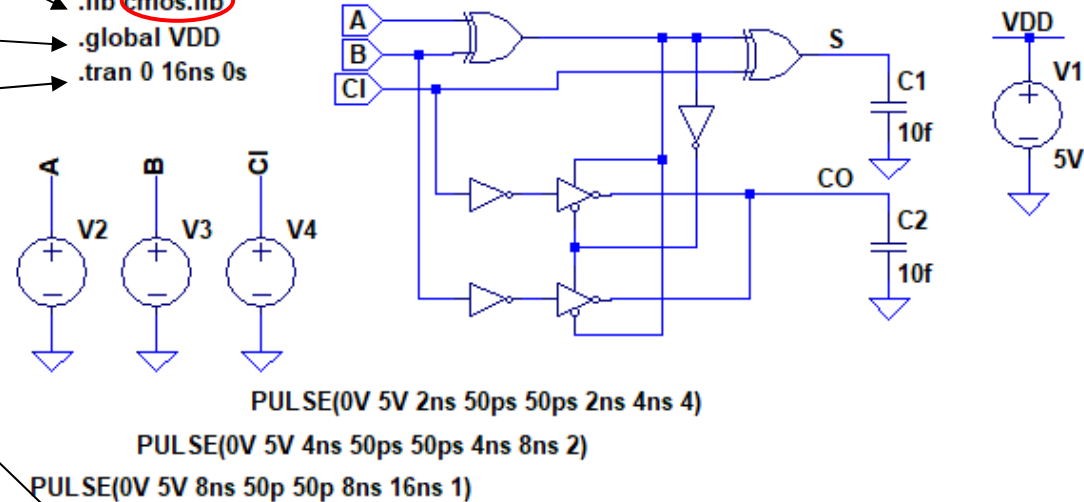 .lib cmos.lib
.global VDD
.tran 0 16ns 0s
A
B
CI
S
C1
10f
VDD
V1
5V
A
V2
B
V3
CI
V4
CO
C2
10f
PULSE(0V 5V 2ns 50ps 50ps 2ns 4ns 4)
PULSE(0V 5V 4ns 50ps 50ps 4ns 8ns 2)
PULSE(0V 5V 8ns 50p 50p 8ns 16ns 1)